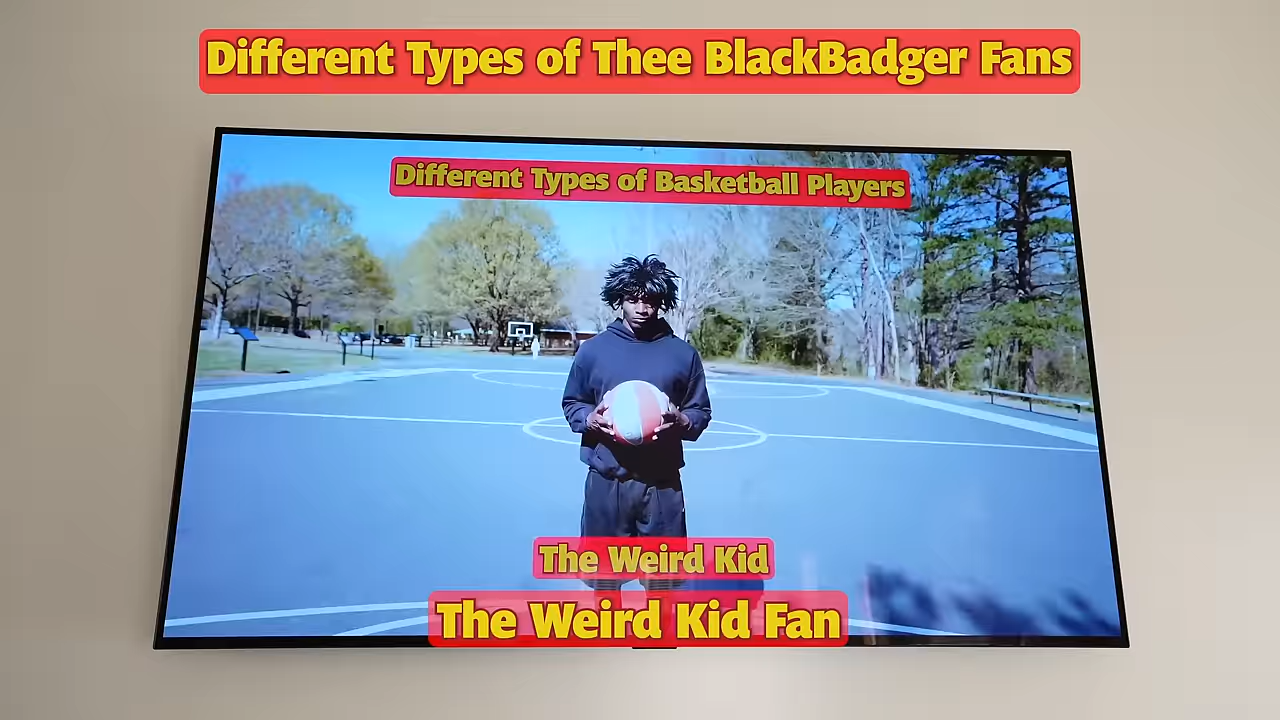 Different Types of Thee BlackBadger Fans
Different Types of Basketball Players
The Weird Kid
The Weird Kid Fan